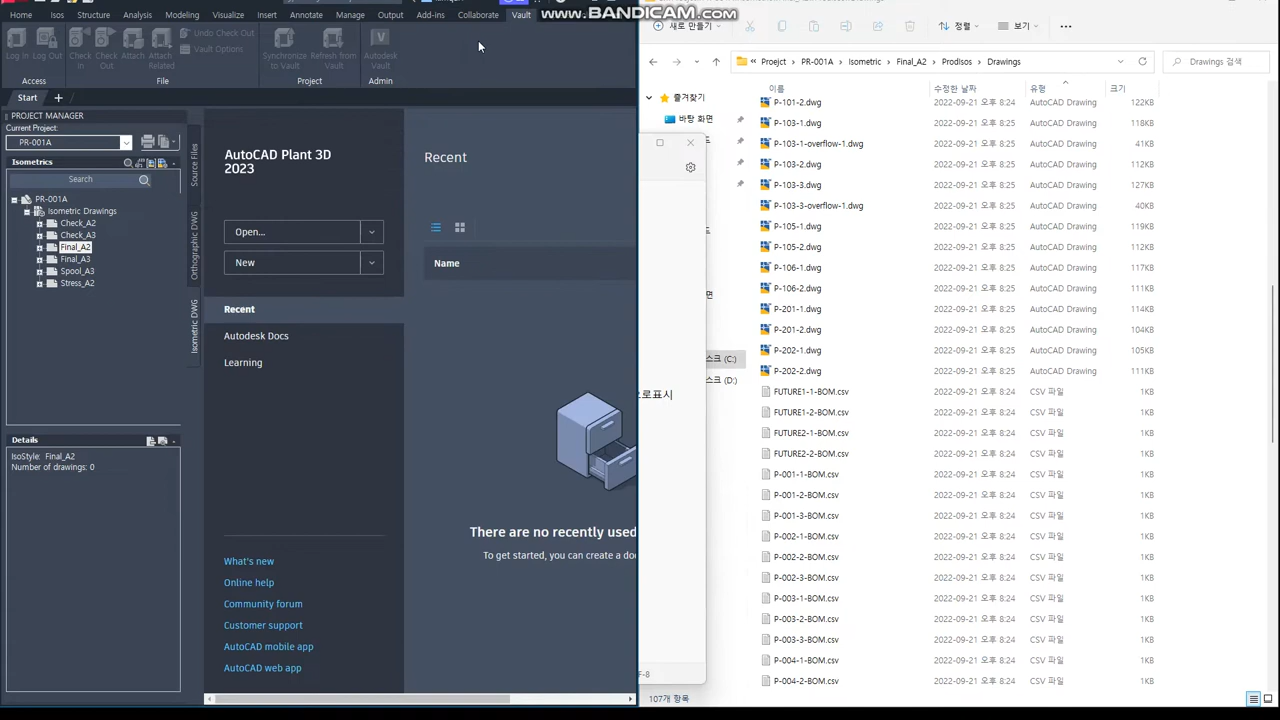 www.BANDICAM.com
Home
Iso
Structure
Analysis
Modeling
Visualize
Insert
Annotate
Manage
Output
Add-ins
Collaborate
Vault
Log In
Log Out
Check In
Check Out
Attach
Attach Related
Undo Check Out
Vault Options
Synchronize to Vault
Refresh from Vault
Autodesk Vault
Access
File
Project
Admin
Start
PROJECT MANAGER
Current Project:
PR-001A
Isometrics
Search
PR-001A
Isometric Drawings
Check_A2
Check_A3
Final_A2
Final_A3
Spool_A3
Stress_A2
Source Files
Orthographic DWG
Isometric DWG
Details
IsoStyle: Final_A2
Number of drawings: 0
AutoCAD Plant 3D
2023
Open...
New
Recent
Autodesk Docs
Learning
What's new
Online help
Community forum
Customer support
AutoCAD mobile app
AutoCAD web app
Recent
Name
There are no recently used
To get started, you can create a
새로 만들기
정렬
보기
Proejct
PR-001A
Isometric
Final_A2
Prodisos
Drawings
Drawings 검색
즐겨찾기
바탕 화면
스크 (C:)
스크 (D:)
으로표시
이름 수정한 날짜 유형 크기
P-101-2.dwg 2022-09-21 오후 8:24 AutoCAD Drawing 122KB
P-103-1.dwg 2022-09-21 오후 8:24 AutoCAD Drawing 118KB
P-103-1-overflow-1.dwg 2022-09-21 오후 8:24 AutoCAD Drawing 41KB
P-103-2.dwg 2022-09-21 오후 8:24 AutoCAD Drawing 116KB
P-103-3.dwg 2022-09-21 오후 8:24 AutoCAD Drawing 127KB
P-103-3-overflow-1.dwg 2022-09-21 오후 8:24 AutoCAD Drawing 40KB
P-105-1.dwg 2022-09-21 오후 8:25 AutoCAD Drawing 119KB
P-105-2.dwg 2022-09-21 오후 8:25 AutoCAD Drawing 116KB
P-106-1.dwg 2022-09-21 오후 8:25 AutoCAD Drawing 117KB
P-106-2.dwg 2022-09-21 오후 8:25 AutoCAD Drawing 111KB
P-201-1.dwg 2022-09-21 오후 8:25 AutoCAD Drawing 114KB
P-201-2.dwg 2022-09-21 오후 8:25 AutoCAD Drawing 104KB
P-202-1.dwg 2022-09-21 오후 8:25 AutoCAD Drawing 105KB
P-202-2.dwg 2022-09-21 오후 8:25 AutoCAD Drawing 111KB
FUTURE1-1-BOM.csv 2022-09-21 오후 8:24 CSV 파일 1KB
FUTURE1-2-BOM.csv 2022-09-21 오후 8:24 CSV 파일 1KB
FUTURE2-1-BOM.csv 2022-09-21 오후 8:24 CSV 파일 1KB
FUTURE2-2-BOM.csv 2022-09-21 오후 8:24 CSV 파일 1KB
P-001-1-BOM.csv 2022-09-21 오후 8:24 CSV 파일 1KB
P-001-2-BOM.csv 2022-09-21 오후 8:24 CSV 파일 1KB
P-001-3-BOM.csv 2022-09-21 오후 8:24 CSV 파일 1KB
P-002-1-BOM.csv 2022-09-21 오후 8:24 CSV 파일 1KB
P-002-2-BOM.csv 2022-09-21 오후 8:24 CSV 파일 1KB
P-002-3-BOM.csv 2022-09-21 오후 8:24 CSV 파일 1KB
P-003-1-BOM.csv 2022-09-21 오후 8:24 CSV 파일 1KB
P-003-2-BOM.csv 2022-09-21 오후 8:24 CSV 파일 1KB
P-003-3-BOM.csv 2022-09-21 오후 8:24 CSV 파일 1KB
P-004-1-BOM.csv 2022-09-21 오후 8:24 CSV 파일 1KB
P-004-2-BOM.csv 2022-09-21 오후 8:24 CSV 파일 1KB
107개 항목